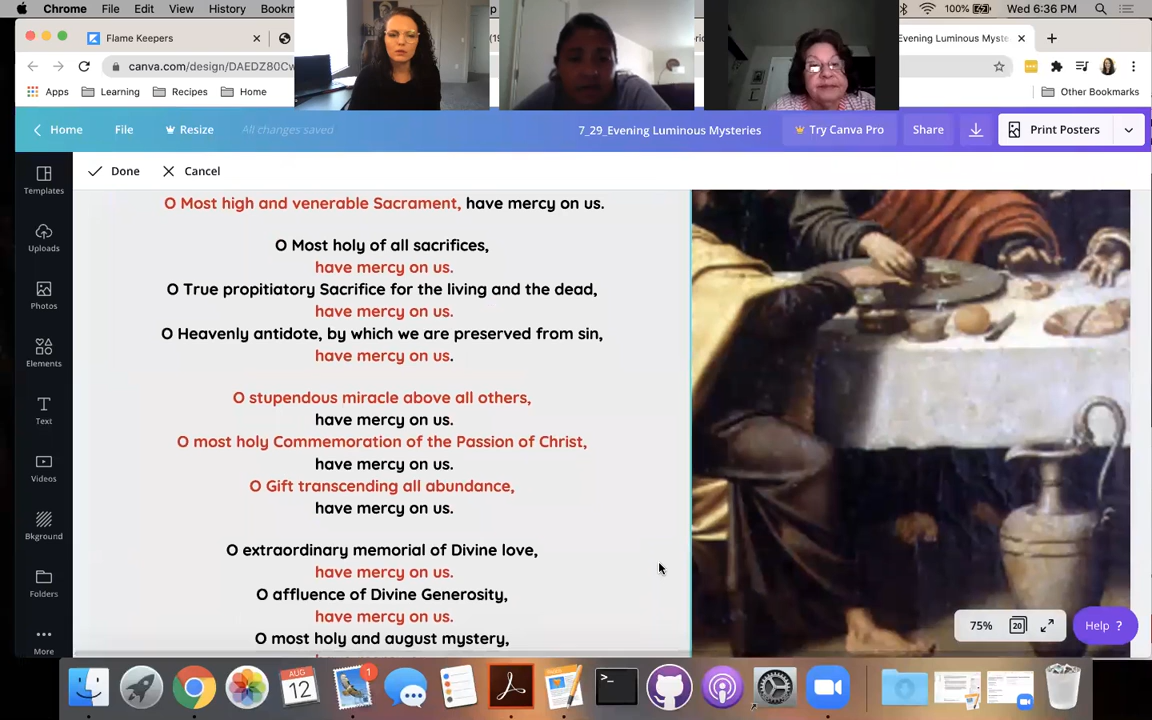 Chrome File Edit View History Bookm
100% Wed 6:36 PM
Flame Keepers
Evening Luminous Myste
canva.com/design/DAEDZ80Cw
Apps Learning Recipes Home Other Bookmarks
Home File Resize All changes saved 7_29_Evening Luminous Mysteries Try Canva Pro Share Print Posters
Done Cancel
Templates
Uploads
Photos
Elements
Text
Videos
Bkground
Folders
More
O Most high and venerable Sacrament, have mercy on us.
O Most holy of all sacrifices,
have mercy on us.
O True propitiatory Sacrifice for the living and the dead,
have mercy on us.
O Heavenly antidote, by which we are preserved from sin,
have mercy on us.
O stupendous miracle above all others,
have mercy on us.
O most holy Commemoration of the Passion of Christ,
have mercy on us.
O Gift transcending all abundance,
have mercy on us.
O extraordinary memorial of Divine love,
have mercy on us.
O affluence of Divine Generosity,
have mercy on us.
O most holy and august mystery,
75% 20 Help ?
AUG
12
1
>_